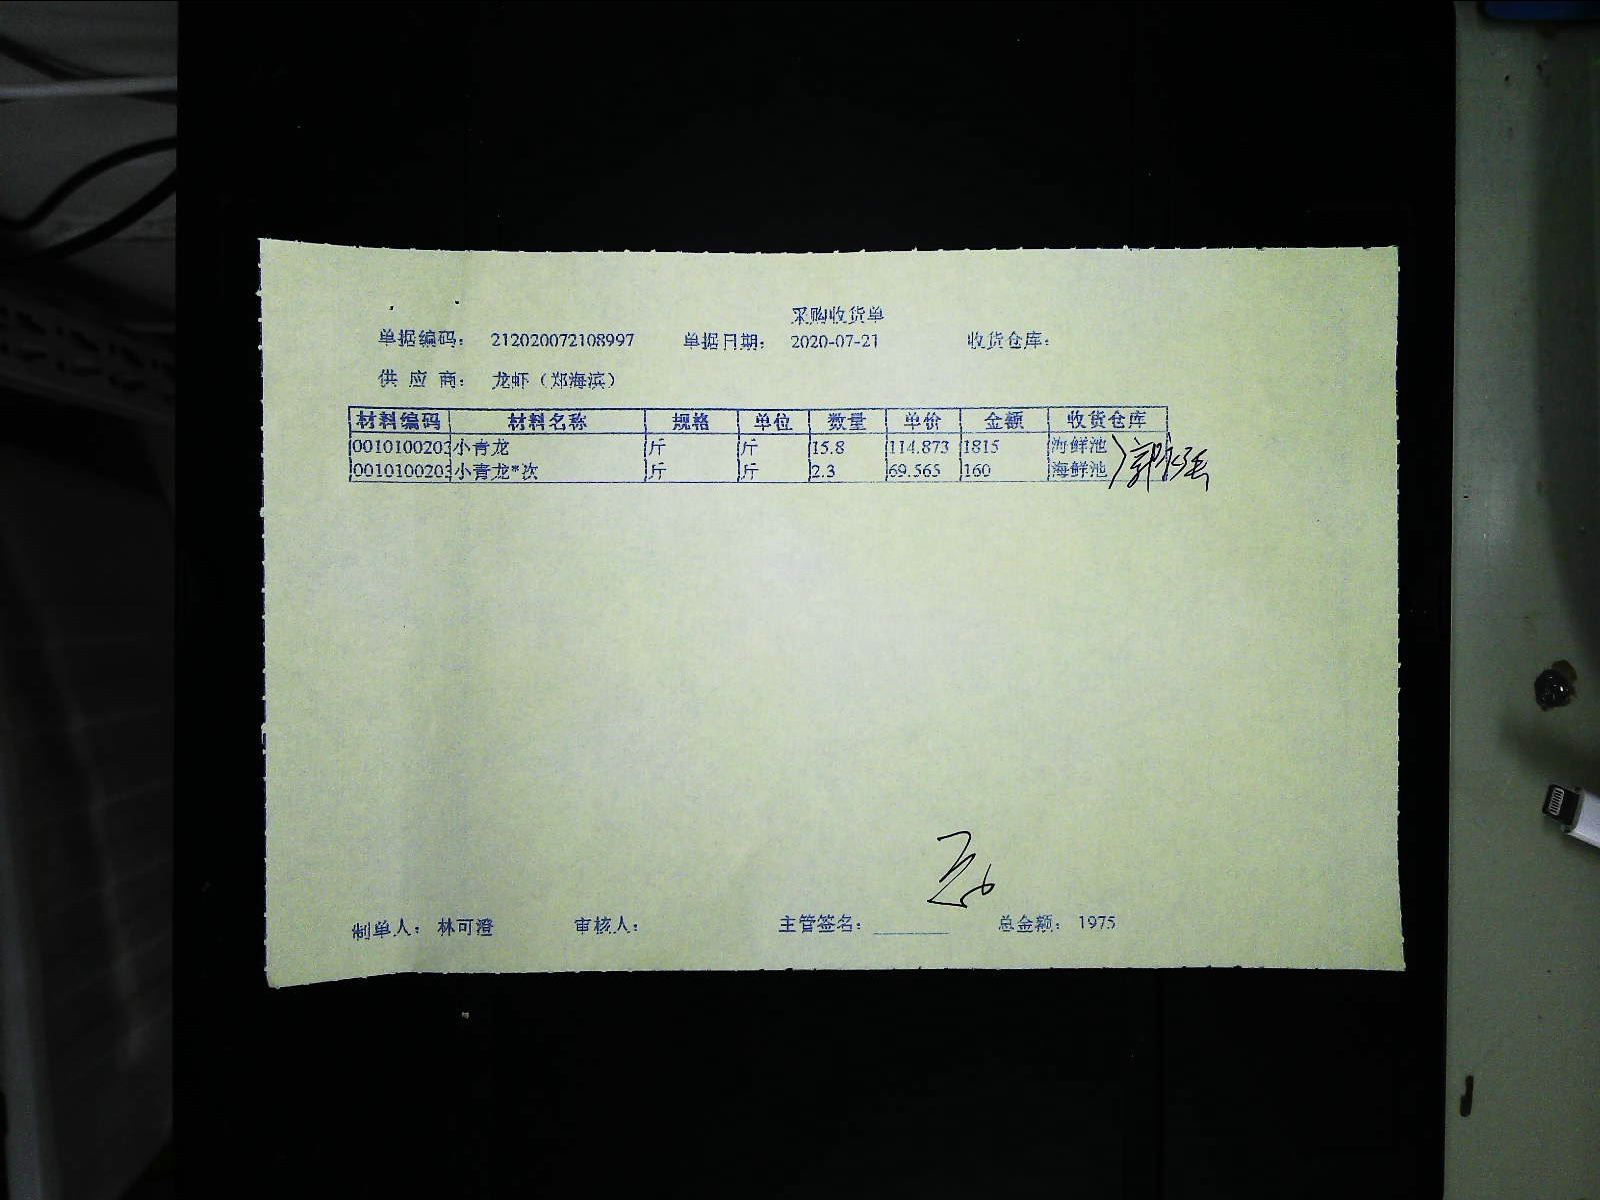 采购收货单
单据编码： 212020072108997 单据日期： 2020-07-21 收货仓库：
供 应 商： 龙虾（郑海滨）
材料编码 材料名称 规格 单位 数量 单价 金额 收货仓库
0010100203 小青龙 斤 斤 15.8 114.873 1815 海鲜池
0010100203 小青龙*次 斤 斤 2.3 69.565 160 海鲜池
制单人： 林可澄 审核人： 主管签名： 总金额： 1975